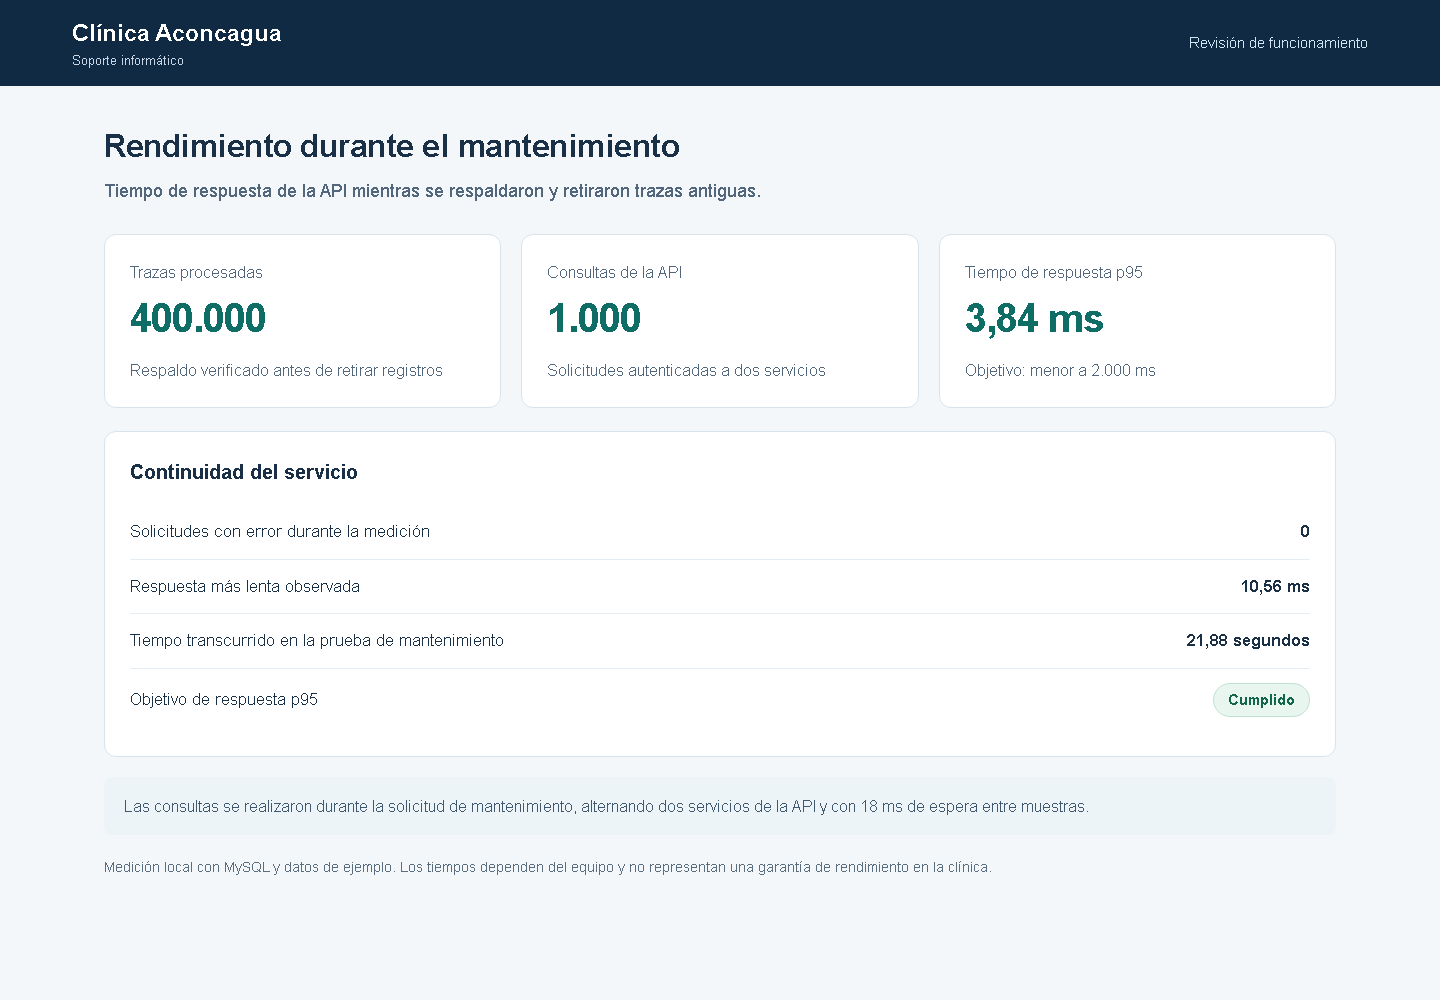 Clínica Aconcagua
Soporte informático
Revisión de funcionamiento
Rendimiento durante el mantenimiento
Tiempo de respuesta de la API mientras se respaldaron y retiraron trazas antiguas.
Trazas procesadas
400.000
Respaldo verificado antes de retirar registros
Consultas de la API
1.000
Solicitudes autenticadas a dos servicios
Tiempo de respuesta p95
3,84 ms
Objetivo: menor a 2.000 ms
Continuidad del servicio
Solicitudes con error durante la medición 0
Respuesta más lenta observada 10,56 ms
Tiempo transcurrido en la prueba de mantenimiento 21,88 segundos
Objetivo de respuesta p95 Cumplido
Las consultas se realizaron durante la solicitud de mantenimiento, alternando dos servicios de la API y con 18 ms de espera entre muestras.
Medición local con MySQL y datos de ejemplo. Los tiempos dependen del equipo y no representan una garantía de rendimiento en la clínica.